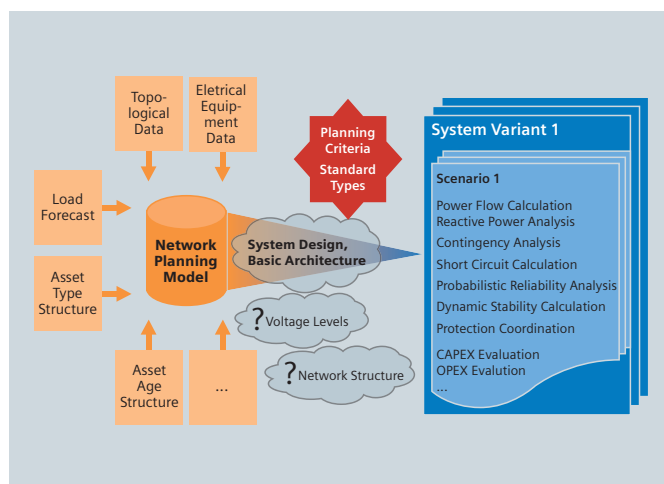 Topo-
logical
Data
Eletrical
Equip-
ment
Data
Load
Forecast
Asset
Type
Structure
Asset
Age
Structure
...
Network
Planning
Model
Planning
Criteria
Standard
Types
System Design,
Basic Architecture
? Voltage Levels
? Network Structure
System Variant 1
Scenario 1
Power Flow Calculation
Reactive Power Analysis
Contingency Analysis
Short Circuit Calculation
Probabilistic Reliability Analysis
Dynamic Stability Calculation
Protection Coordination
CAPEX Evaluation
OPEX Evalution
...